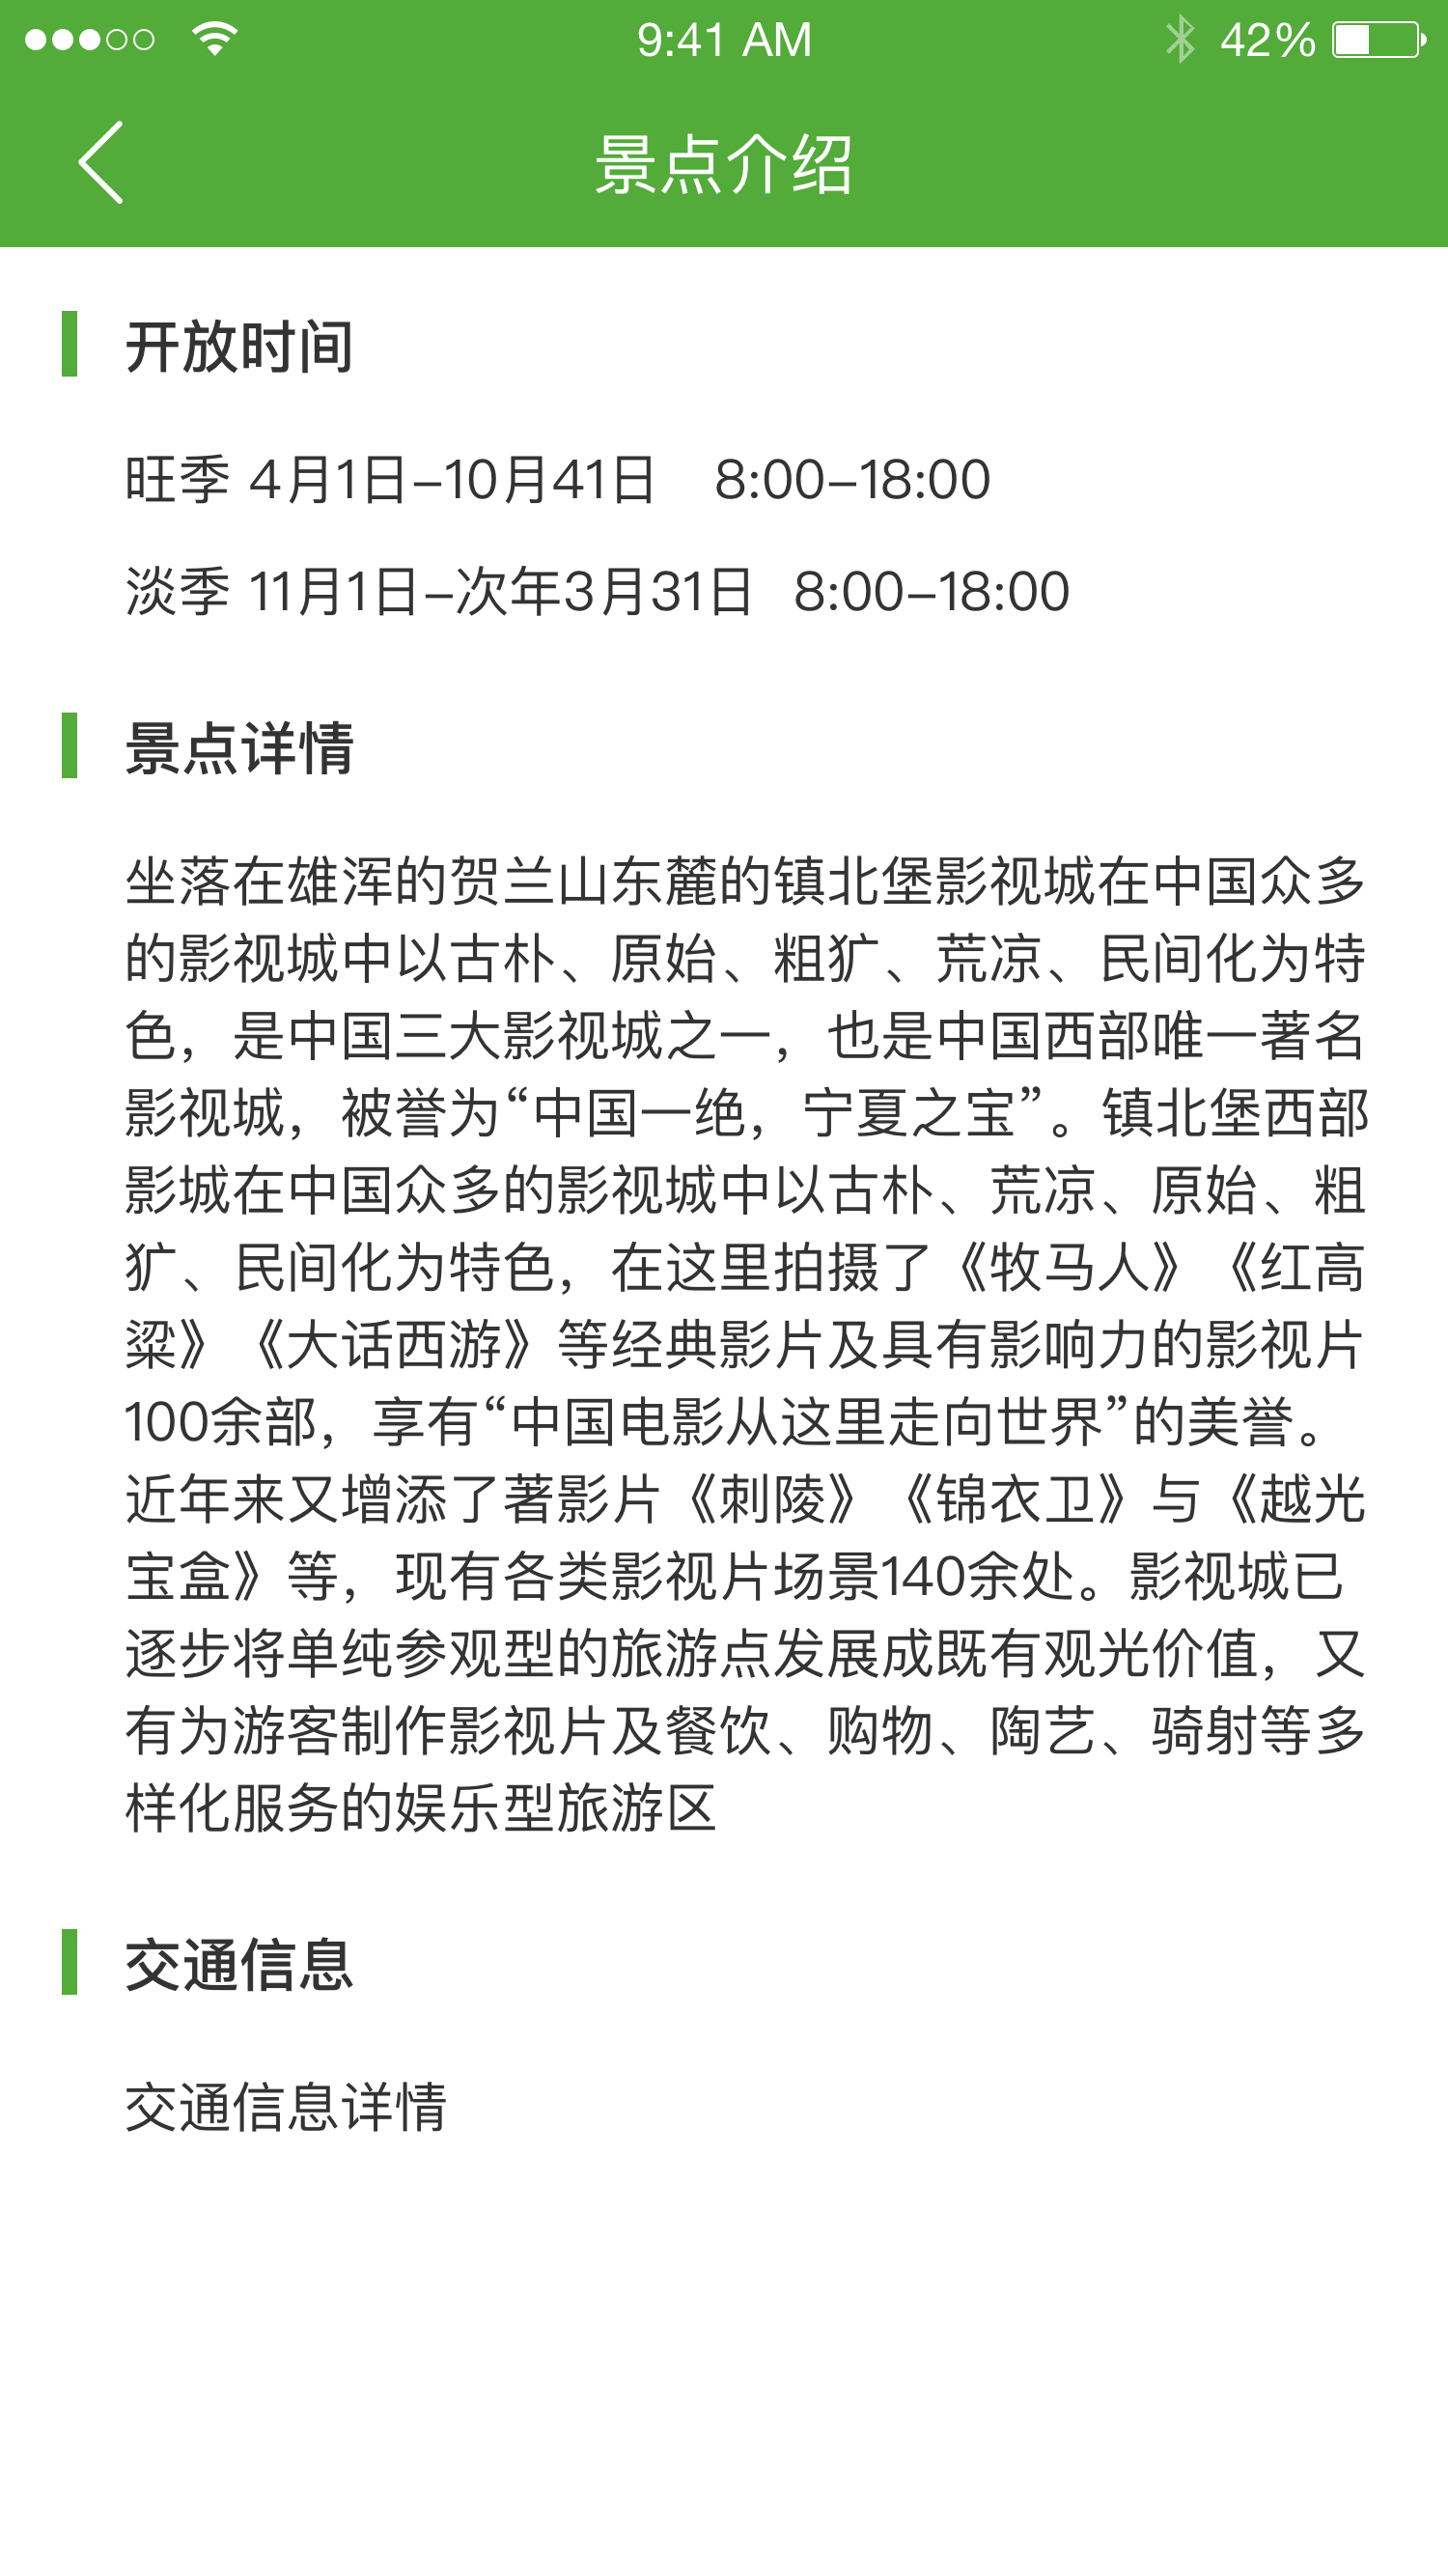 9:41 AM
42%
景点介绍
开放时间
旺季 4月1日-10月41日 8:00-18:00
淡季 11月1日-次年3月31日 8:00-18:00
景点详情
坐落在雄浑的贺兰山东麓的镇北堡影视城在中国众多
的影视城中以古朴、原始、粗犷、荒凉、民间化为特
色，是中国三大影视城之一，也是中国西部唯一著名
影视城，被誉为“中国一绝，宁夏之宝”。镇北堡西部
影城在中国众多的影视城中以古朴、荒凉、原始、粗
犷、民间化为特色，在这里拍摄了《牧马人》《红高
粱》《大话西游》等经典影片及具有影响力的影视片
100余部，享有“中国电影从这里走向世界”的美誉。
近年来又增添了著影片《刺陵》《锦衣卫》与《越光
宝盒》等，现有各类影视片场景140余处。影视城已
逐步将单纯参观型的旅游点发展成既有观光价值，又
有为游客制作影视片及餐饮、购物、陶艺、骑射等多
样化服务的娱乐型旅游区
交通信息
交通信息详情